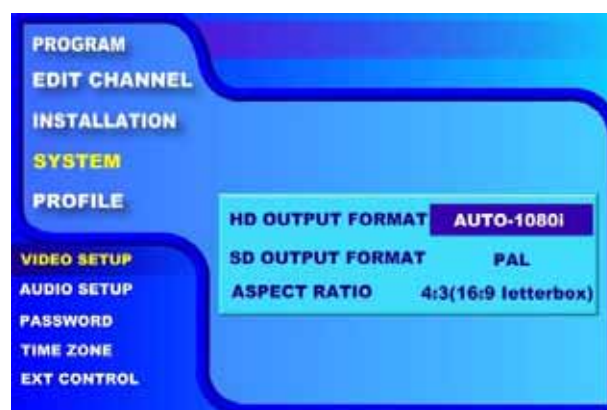 PROGRAM
EDIT CHANNEL
INSTALLATION
SYSTEM
PROFILE
VIDEO SETUP
AUDIO SETUP
PASSWORD
TIME ZONE
EXT CONTROL
HD OUTPUT FORMAT AUTO-1080i
SD OUTPUT FORMAT PAL
ASPECT RATIO 4:3(16:9 letterbox)